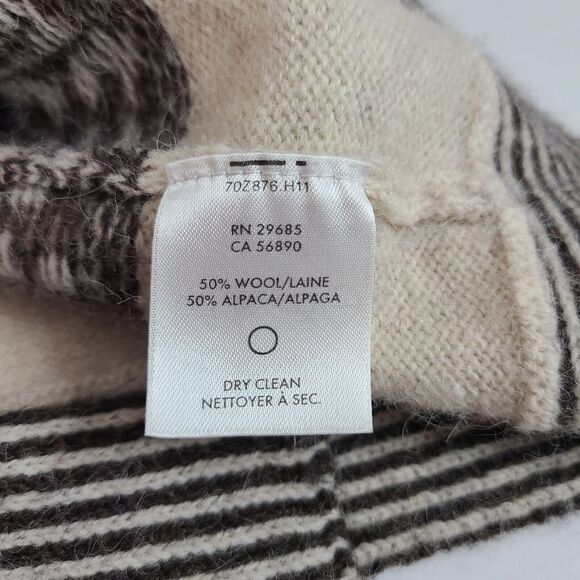 70Z876.H11
RN 29685
CA 56890
50% WOOL/LAINE
50% ALPACA/ALPAGA
DRY CLEAN
NETTOYER À SEC.